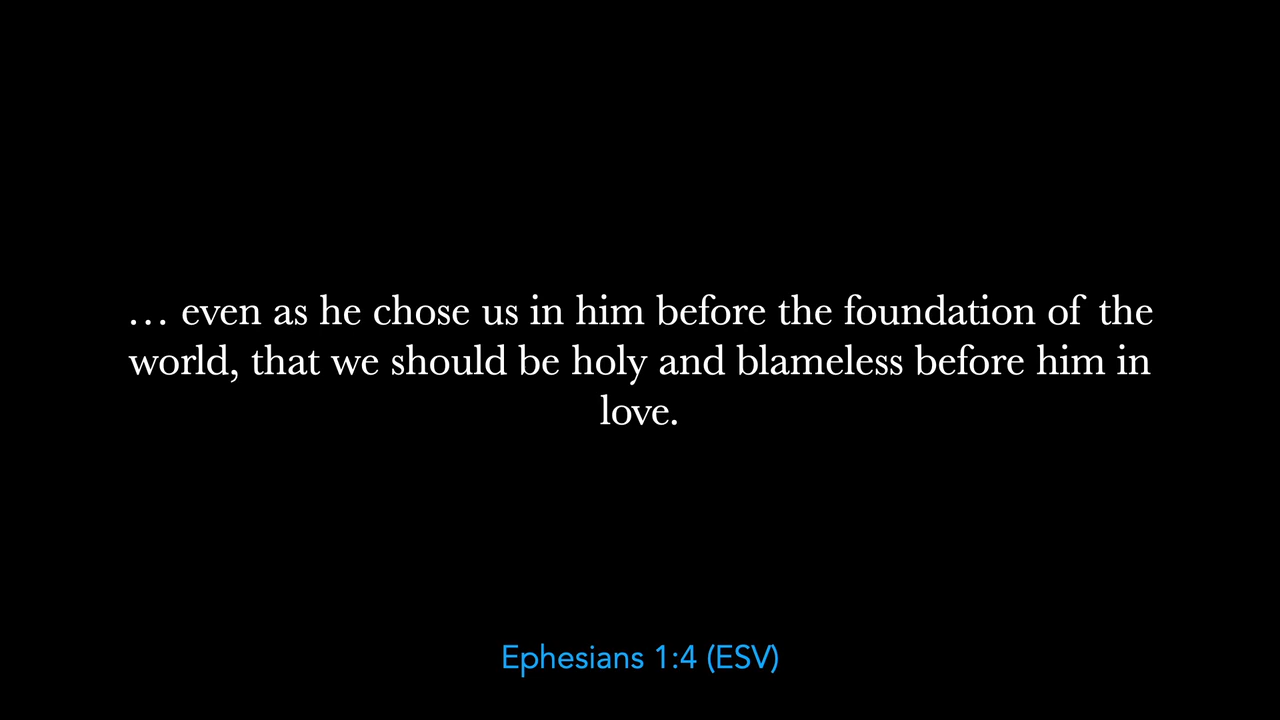 … even as he chose us in him before the foundation of the
world, that we should be holy and blameless before him in
love.
Ephesians 1:4 (ESV)